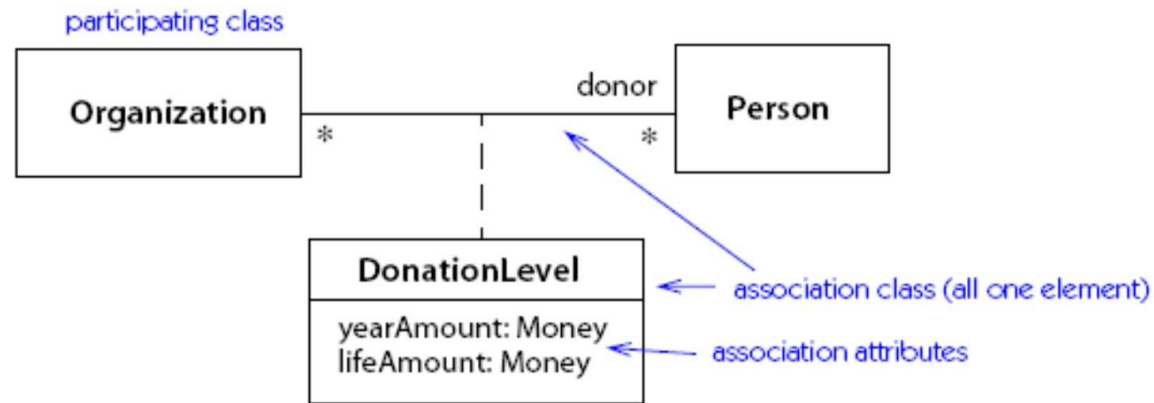 participating class
Organization
donor
Person
*
*
DonationLevel
association class (all one element)
yearAmount: Money
lifeAmount: Money
association attributes